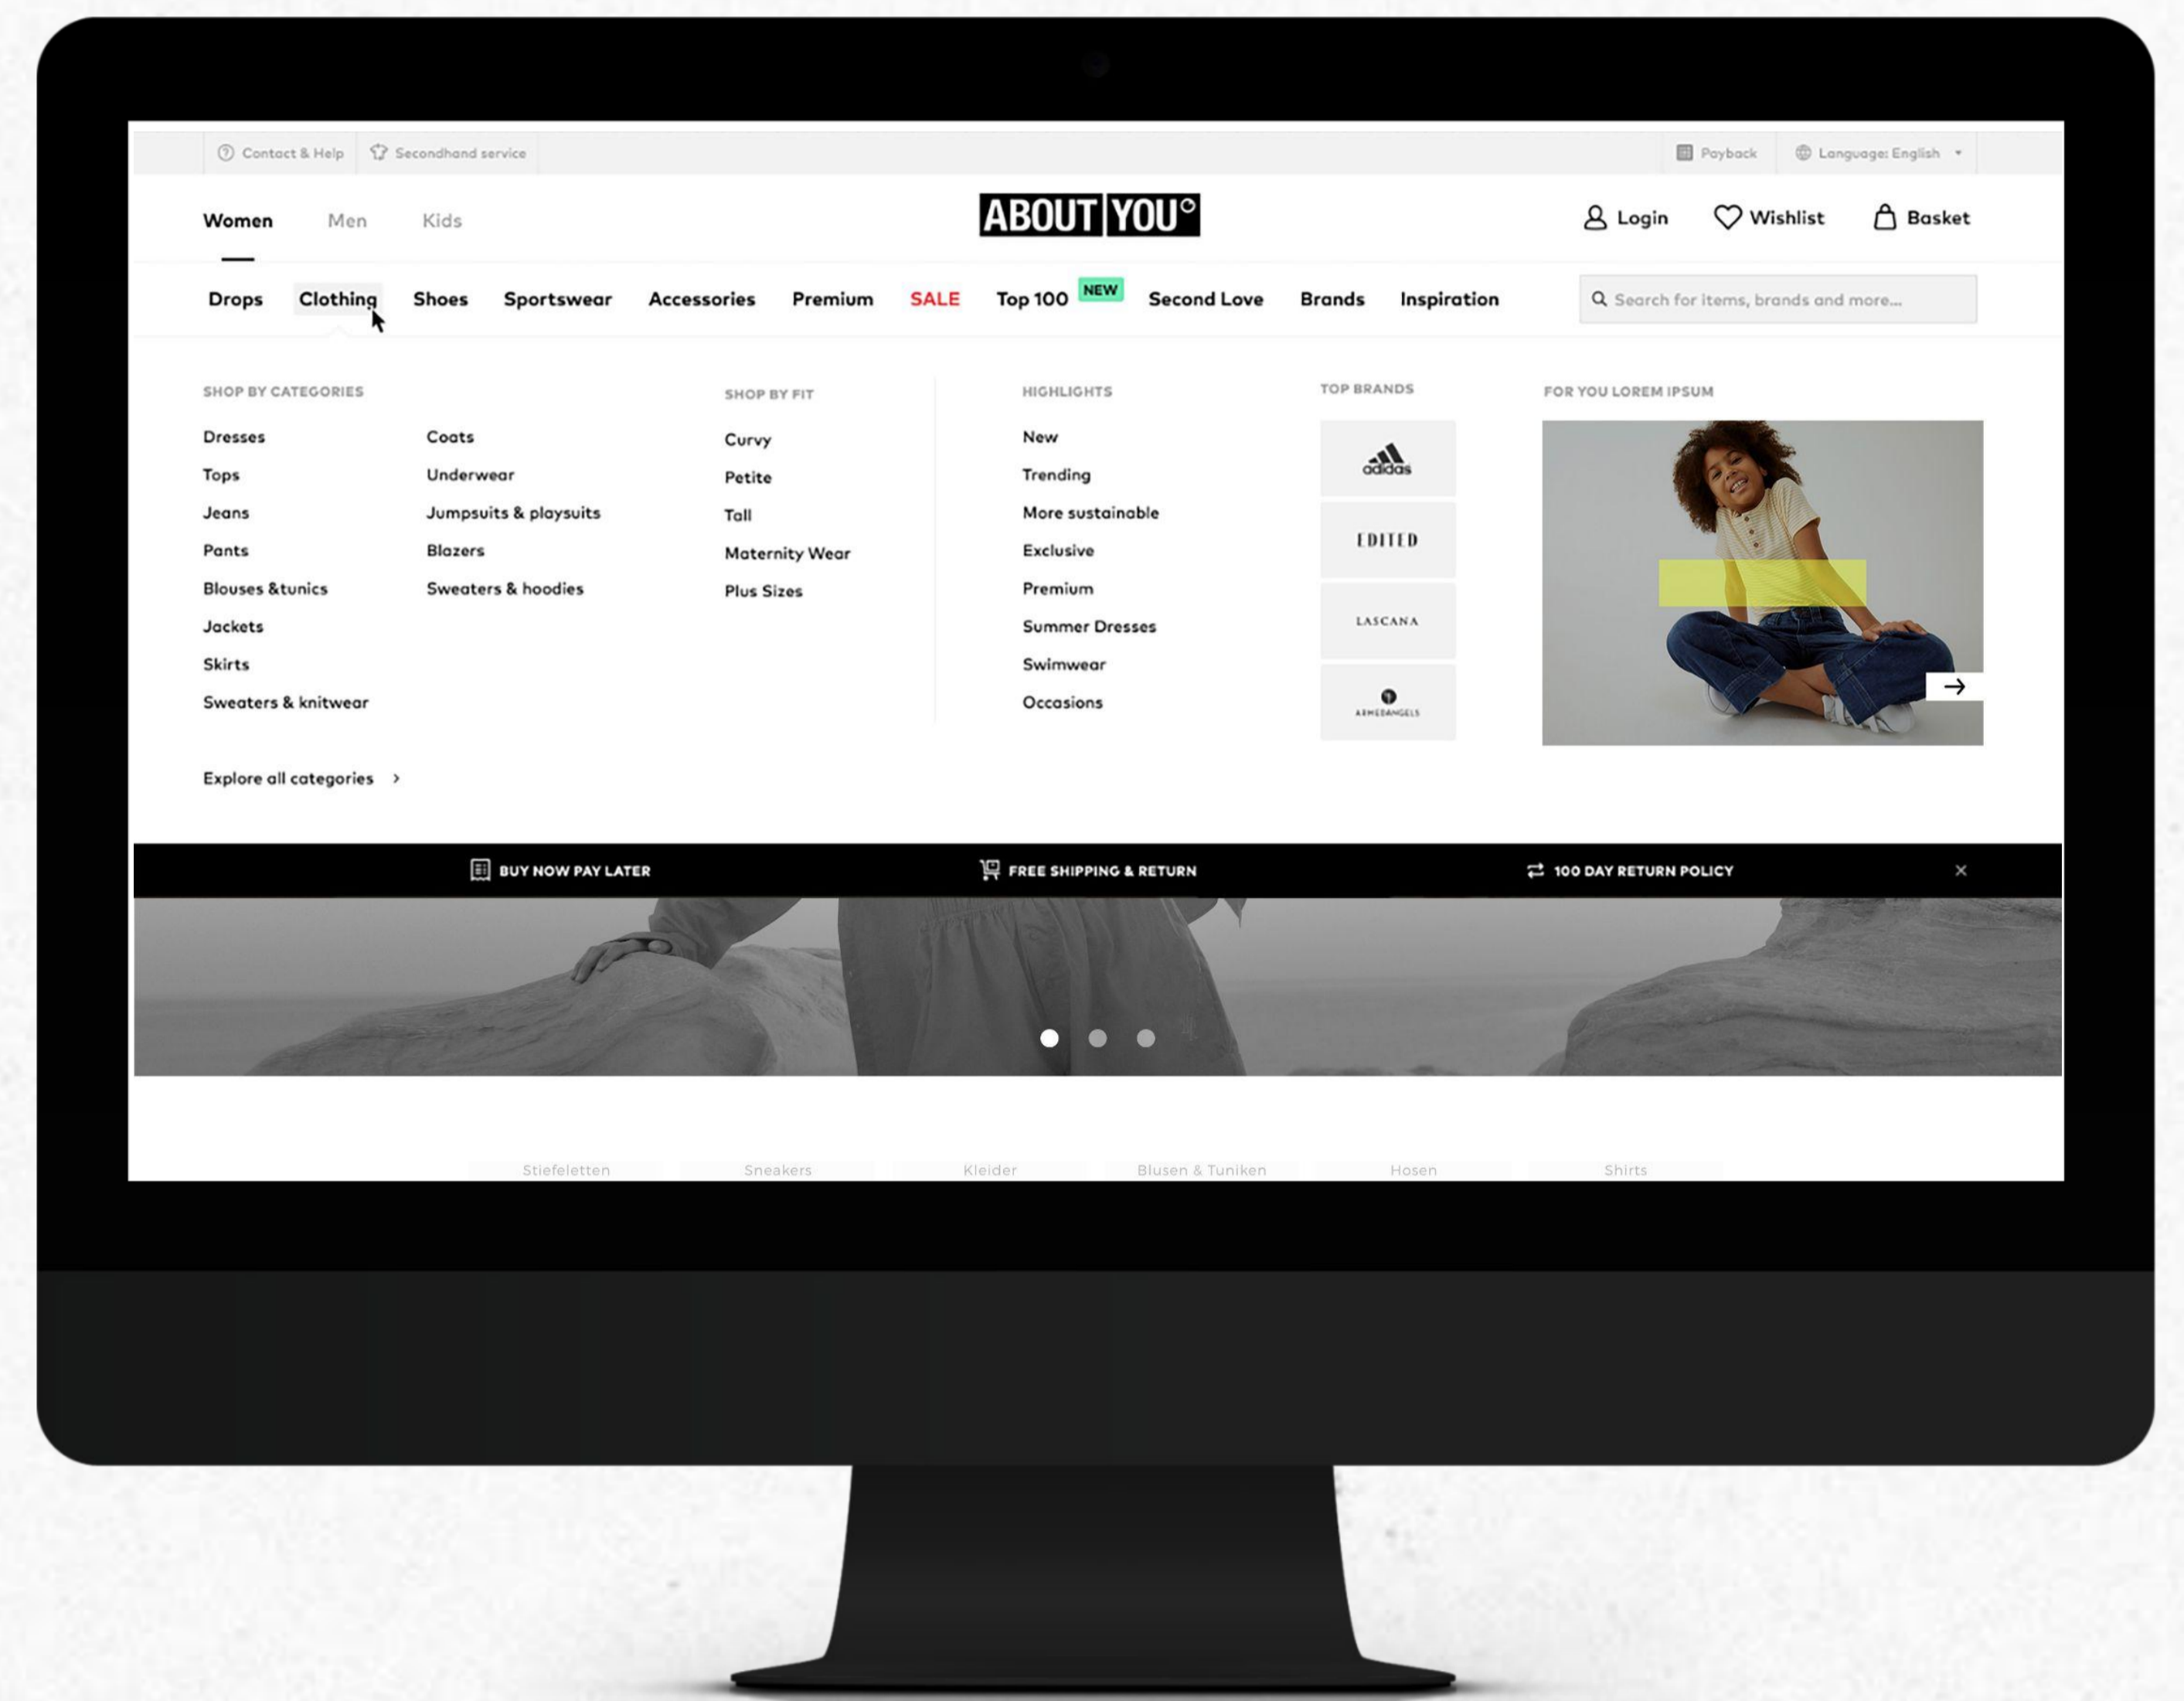 Contact & Help
Secondhand service
Payback
Language: English
Women
Men
Kids
ABOUT YOU°
Login
Wishlist
Basket
Drops
Clothing
Shoes
Sportswear
Accessories
Premium
SALE
Top 100
NEW
Second Love
Brands
Inspiration
Search for items, brands and more...
SHOP BY CATEGORIES
Dresses
Tops
Jeans
Pants
Blouses &tunics
Jackets
Skirts
Sweaters & knitwear
Coats
Underwear
Jumpsuits & playsuits
Blazers
Sweaters & hoodies
Explore all categories
SHOP BY FIT
Curvy
Petite
Tall
Maternity Wear
Plus Sizes
HIGHLIGHTS
New
Trending
More sustainable
Exclusive
Premium
Summer Dresses
Swimwear
Occasions
TOP BRANDS
adidas
EDITED
LASCANA
ARMEDANGELS
FOR YOU LOREM IPSUM
BUY NOW PAY LATER
FREE SHIPPING & RETURN
100 DAY RETURN POLICY
Stiefeletten
Sneakers
Kleider
Blusen & Tuniken
Hosen
Shirts